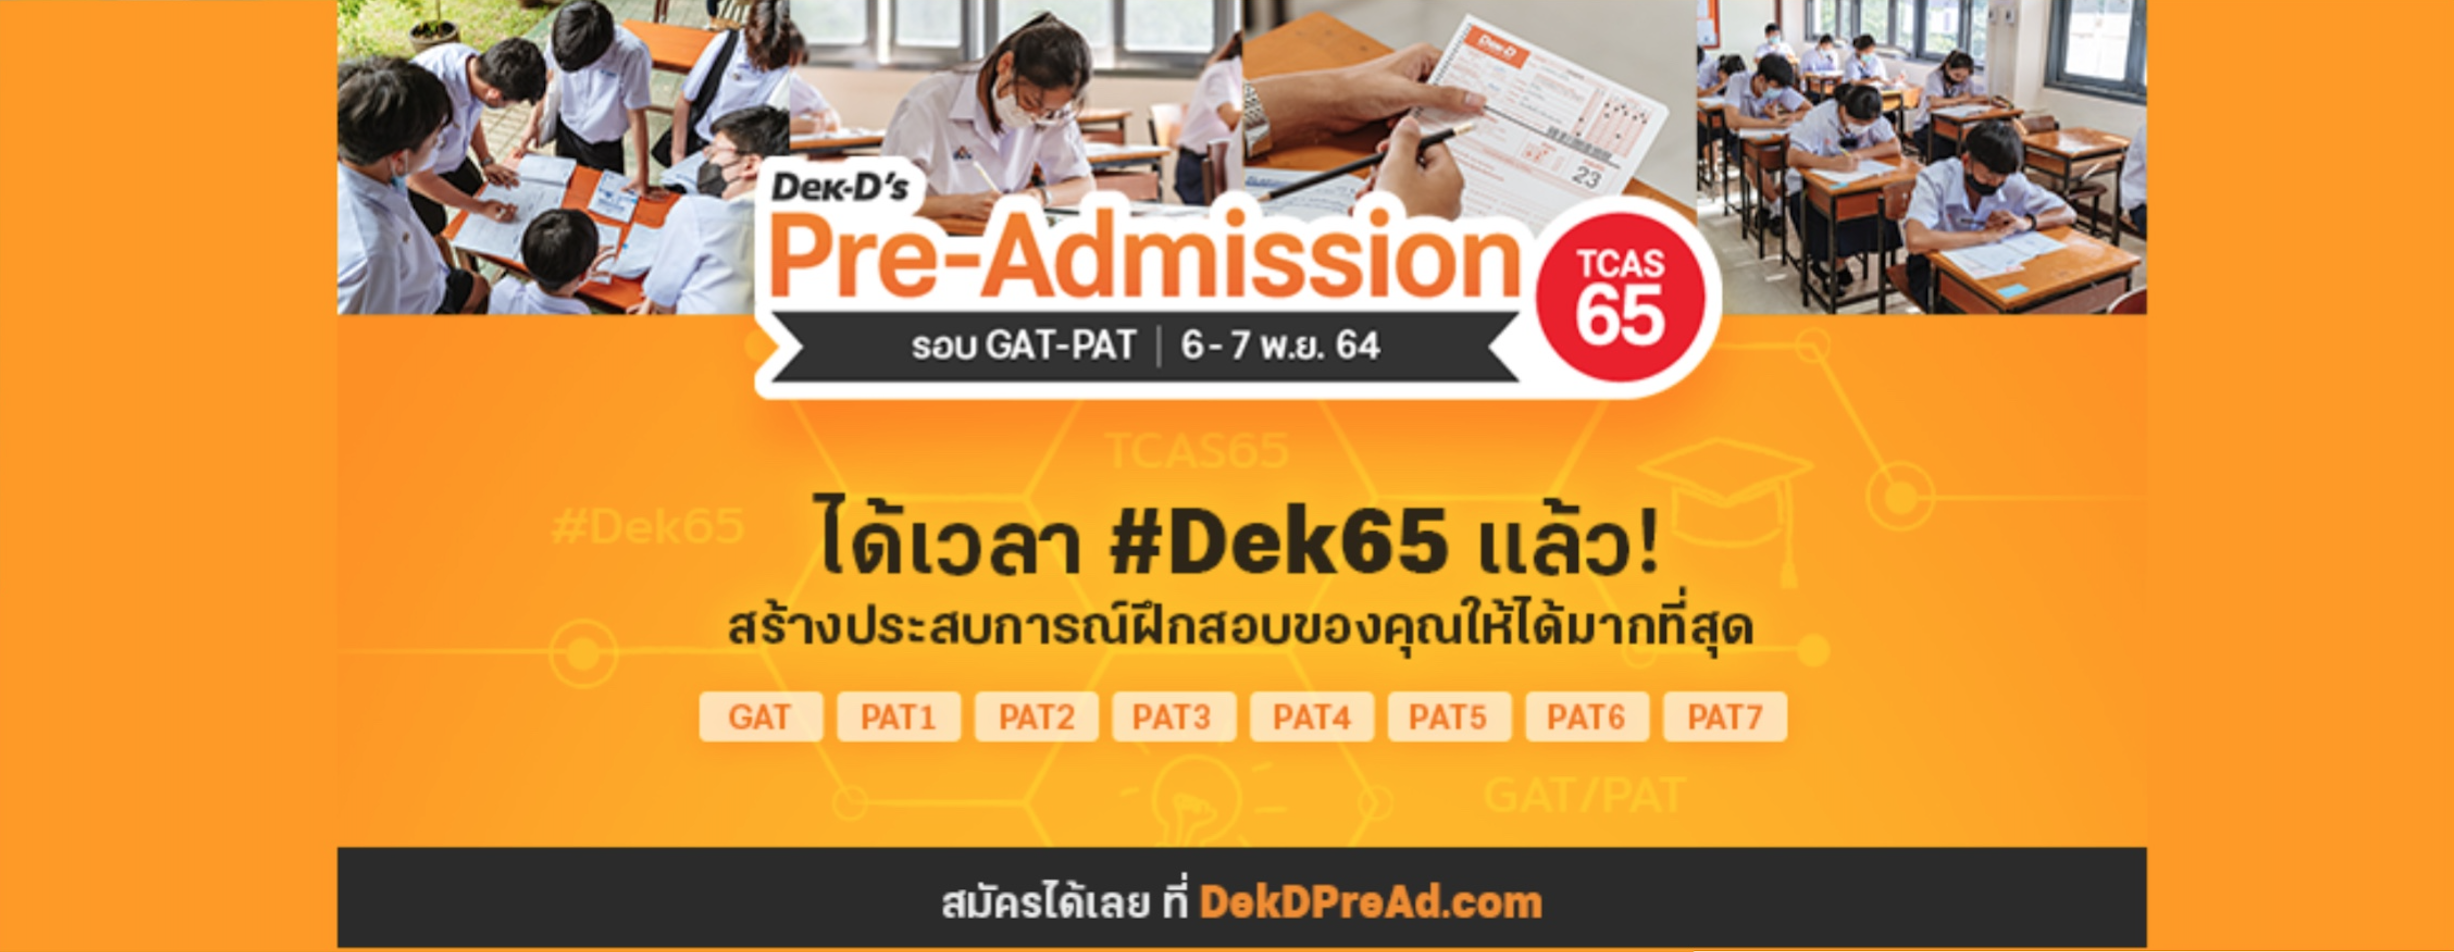 Dek-D
23
Dek-D's
Pre-Admission
TCAS
65
รอบ GAT-PAT | 6 - 7 พ.ย. 64
TCAS65
#Dek65
ได้เวลา #Dek65 แล้ว!
สร้างประสบการณ์ฝึกสอบของคุณให้ได้มากที่สุด
GAT PAT1 PAT2 PAT3 PAT4 PAT5 PAT6 PAT7
GAT/PAT
สมัครได้เลย ที่ DekDPreAd.com